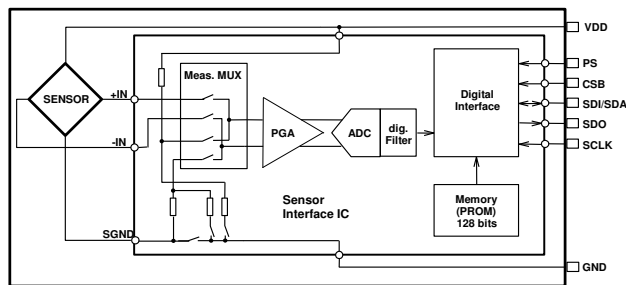 VDD
Meas. MUX
PS
+IN
SENSOR
CSB
Digital
Interface
SDI/SDA
PGA
ADC
dig.
Filter
SDO
-IN
SCLK
Sensor
Interface IC
Memory
(PROM)
128 bits
SGND
GND